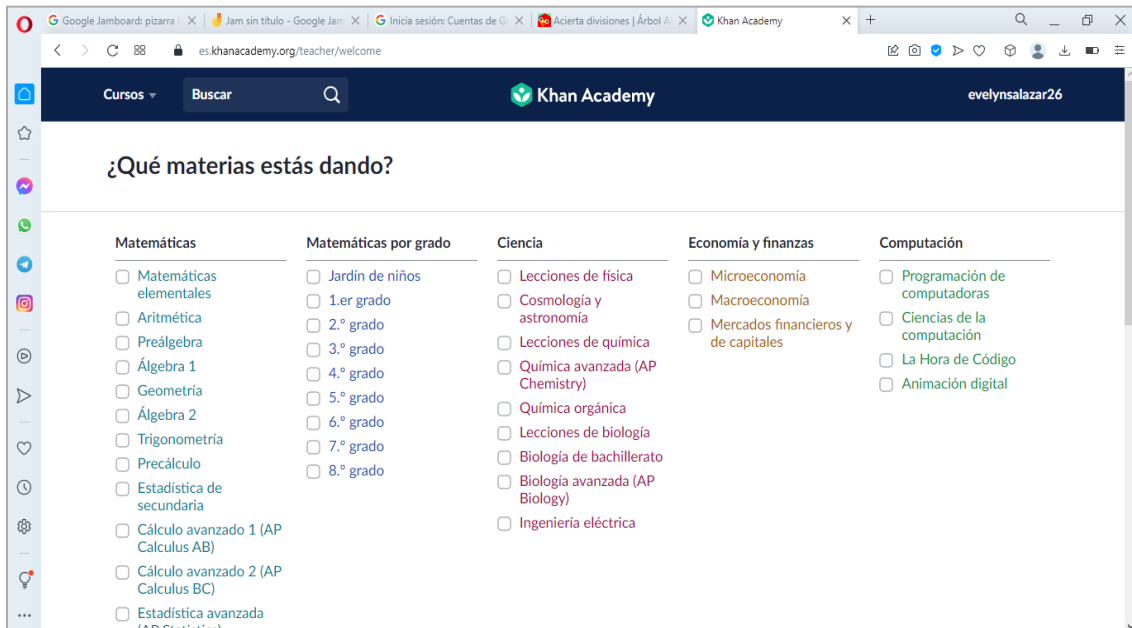 Google Jamboard: pizarra
Jam sin título - Google Jam
Inicia sesión: Cuentas de G
Acierta divisiones | Árbol A
Khan Academy
es.khanacademy.org/teacher/welcome
Cursos
Buscar
Khan Academy
evelynsalazar26
¿Qué materias estás dando?
Matemáticas
Matemáticas elementales
Aritmética
Preálgebra
Álgebra 1
Geometría
Álgebra 2
Trigonometría
Precálculo
Estadística de
secundaria
Cálculo avanzado 1 (AP
Calculus AB)
Cálculo avanzado 2 (AP
Calculus BC)
Estadística avanzada
(AP Statistics)
Matemáticas por grado
Jardín de niños
1.er grado
2.º grado
3.º grado
4.º grado
5.º grado
6.º grado
7.º grado
8.º grado
Ciencia
Lecciones de física
Cosmología y
astronomía
Lecciones de química
Química avanzada (AP
Chemistry)
Química orgánica
Lecciones de biología
Biología de bachillerato
Biología avanzada (AP
Biology)
Ingeniería eléctrica
Economía y finanzas
Microeconomía
Macroeconomía
Mercados financieros y
de capitales
Computación
Programación de
computadoras
Ciencias de la
computación
La Hora de Código
Animación digital